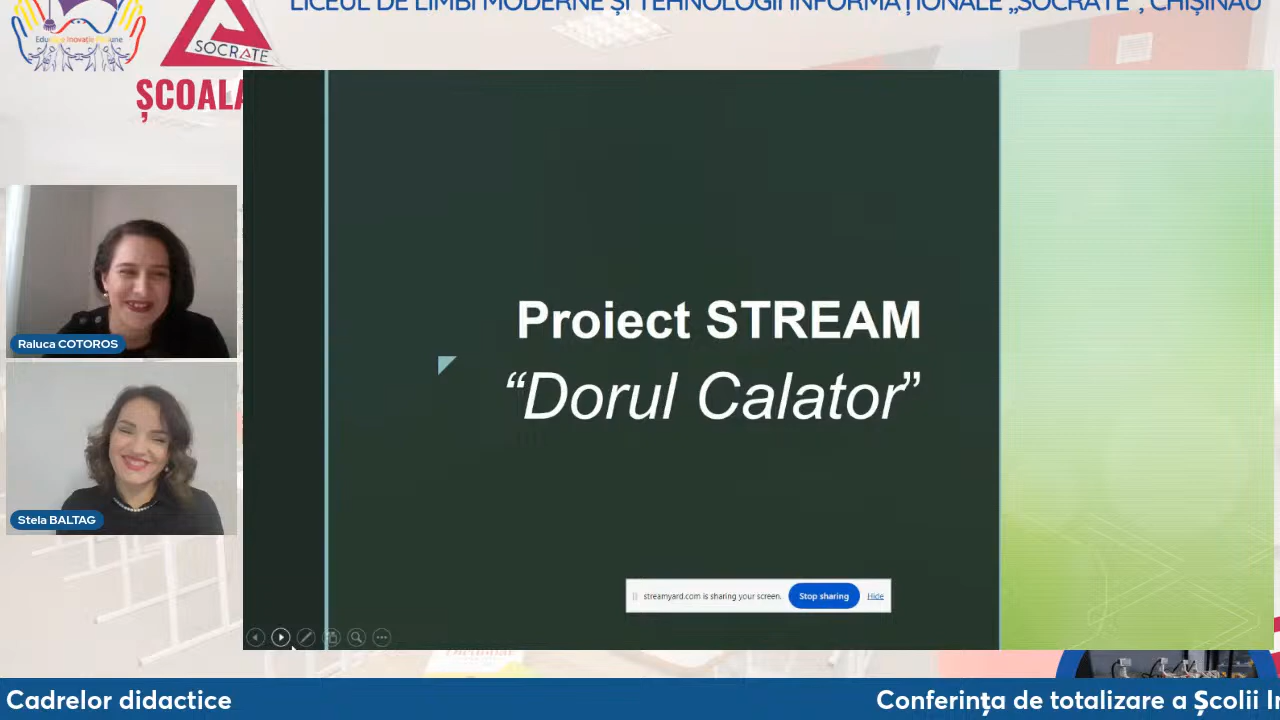 LICEUL DE LIMBI MODERNE ȘI TEHNOLOGII INFORMAȚIONALE „SOCRATE”, CHIȘINĂU
SOCRATE
ȘCOALA
Raluca COTOROS
Stela BALTAG
Proiect STREAM
“Dorul Calator”
streamyard.com is sharing your screen.
Stop sharing
Hide
Cadrelor didactice
Conferința de totalizare a Școlii